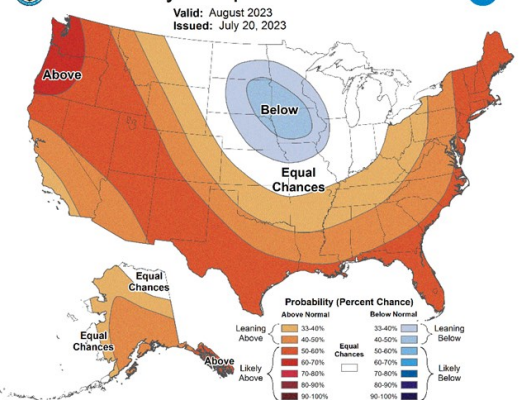 Valid: August 2023
Issued: July 20, 2023
Above
Below
Equal
Chances
Equal
Chances
Equal
Chances
Above
Probability (Percent Chance)
Above Normal
Below Normal
Leaning
Above
Likely
Above
33-40%
40-50%
50-60%
60-70%
70-80%
80-90%
90-100%
Equal
Chances
33-40%
40-50%
50-60%
60-70%
70-80%
80-90%
90-100%
Leaning
Below
Likely
Below